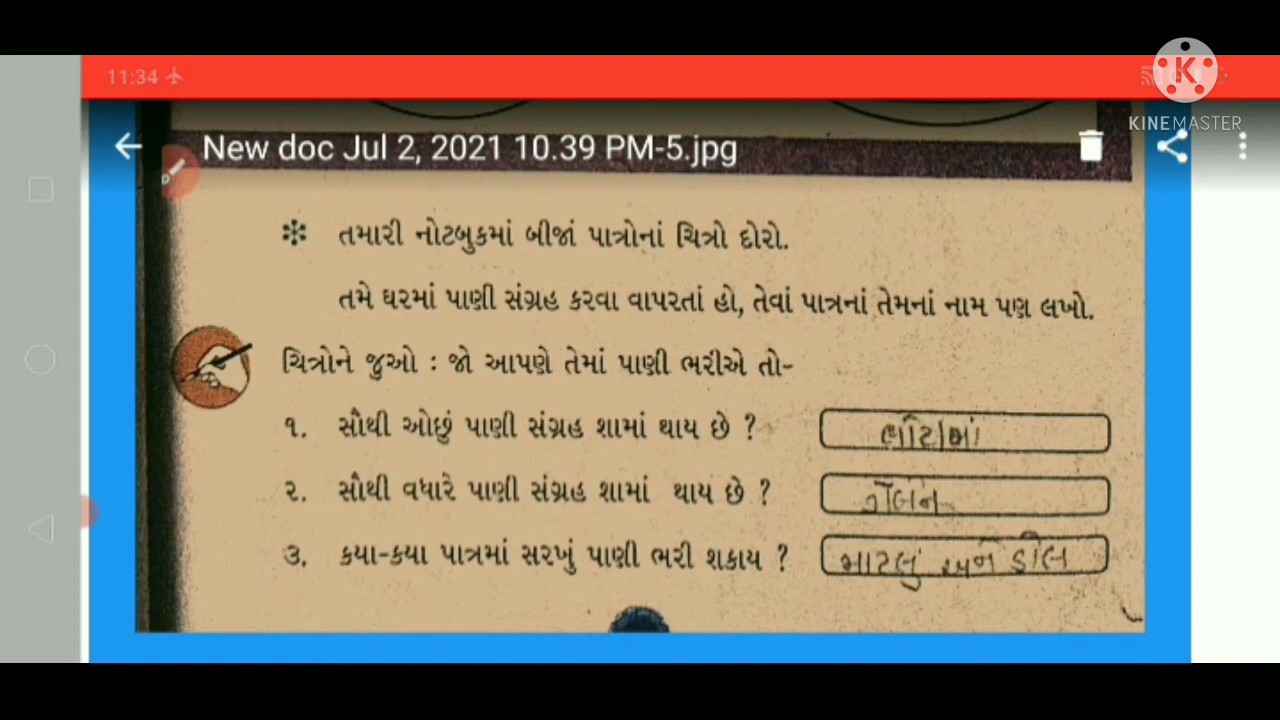 11:34
KINEMASTER
New doc Jul 2, 2021 10.39 PM-5.jpg
તમારી નોટબુકમાં બીજાં પાત્રોનાં ચિત્રો દોરો.
તમે ઘરમાં પાણી સંગ્રહ કરવા વાપરતાં હો, તેવાં પાત્રનાં તેમનાં નામ પણ લખો.
ચિત્રોને જુઓ : જો આપણે તેમાં પાણી ભરીએ તો-
૧. સૌથી ઓછું પાણી સંગ્રહ શામાં થાય છે ? લોટામાં
૨. સૌથી વધારે પાણી સંગ્રહ શામાં થાય છે ?
૩. કયા-કયા પાત્રમાં સરખું પાણી ભરી શકાય ? માટલું અને ડોલ